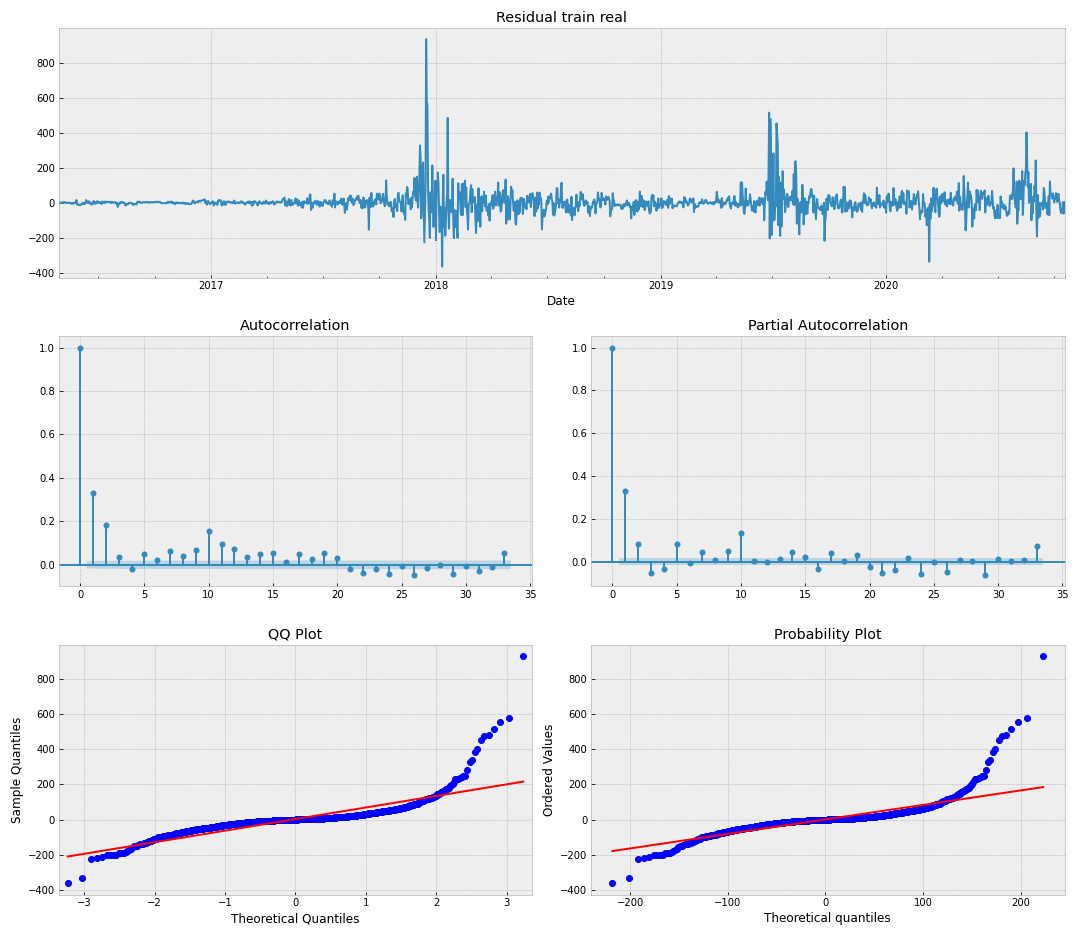 Residual train real
800
600
400
200
0
−200
−400
2017 2018 2019 2020
Date
Autocorrelation
1.0
0.8
0.6
0.4
0.2
0.0
0 5 10 15 20 25 30 35
Partial Autocorrelation
1.0
0.8
0.6
0.4
0.2
0.0
0 5 10 15 20 25 30 35
QQ Plot
Sample Quantiles
800
600
400
200
0
−200
−400
−3 −2 −1 0 1 2 3
Theoretical Quantiles
Probability Plot
Ordered Values
800
600
400
200
0
−200
−400
−200 −100 0 100 200
Theoretical quantiles